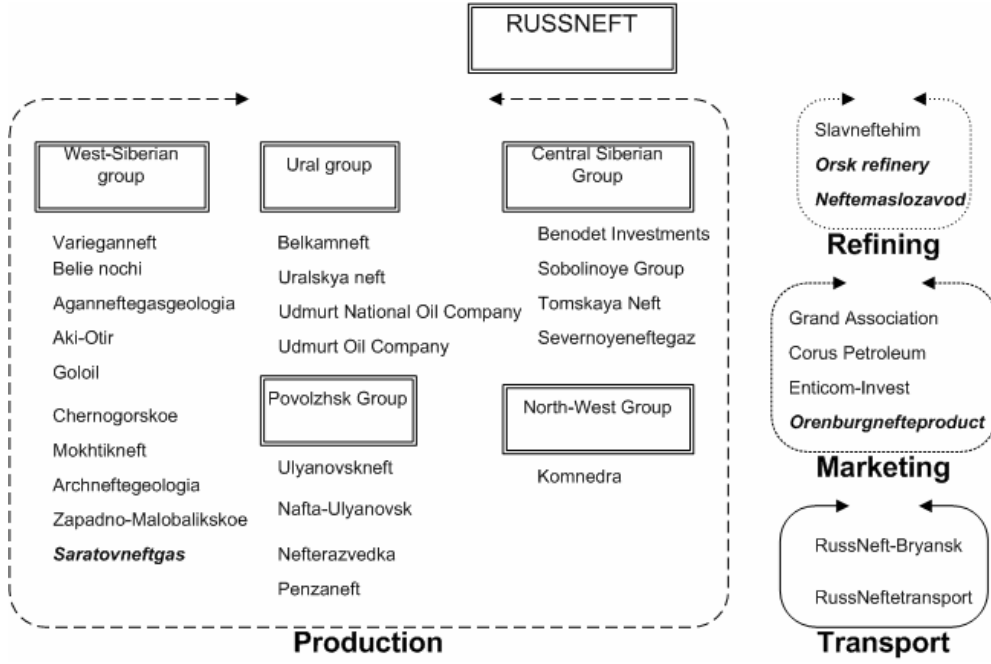 RUSSNEFT
West-Siberian
group
Varieganneft
Belie nochi
Aganneftegasgeologia
Aki-Otir
Goloil
Chernogorskoe
Mokhtikneft
Archneftegeologia
Zapadno-Malobalikskoe
Saratovneftgas
Ural group
Belkamneft
Uralskya neft
Udmurt National Oil Company
Udmurt Oil Company
Povolzhsk Group
Ulyanovskneft
Nafta-Ulyanovsk
Nefterazvedka
Penzaneft
Central Siberian
Group
Benodet Investments
Sobolinoye Group
Tomskaya Neft
Severnoyeneftegaz
North-West Group
Komnedra
Production
Slavneftehim
Orsk refinery
Neftemaslozavod
Refining
Grand Association
Corus Petroleum
Enticom-Invest
Orenburgnefteproduct
Marketing
RussNeft-Bryansk
RussNeftetransport
Transport